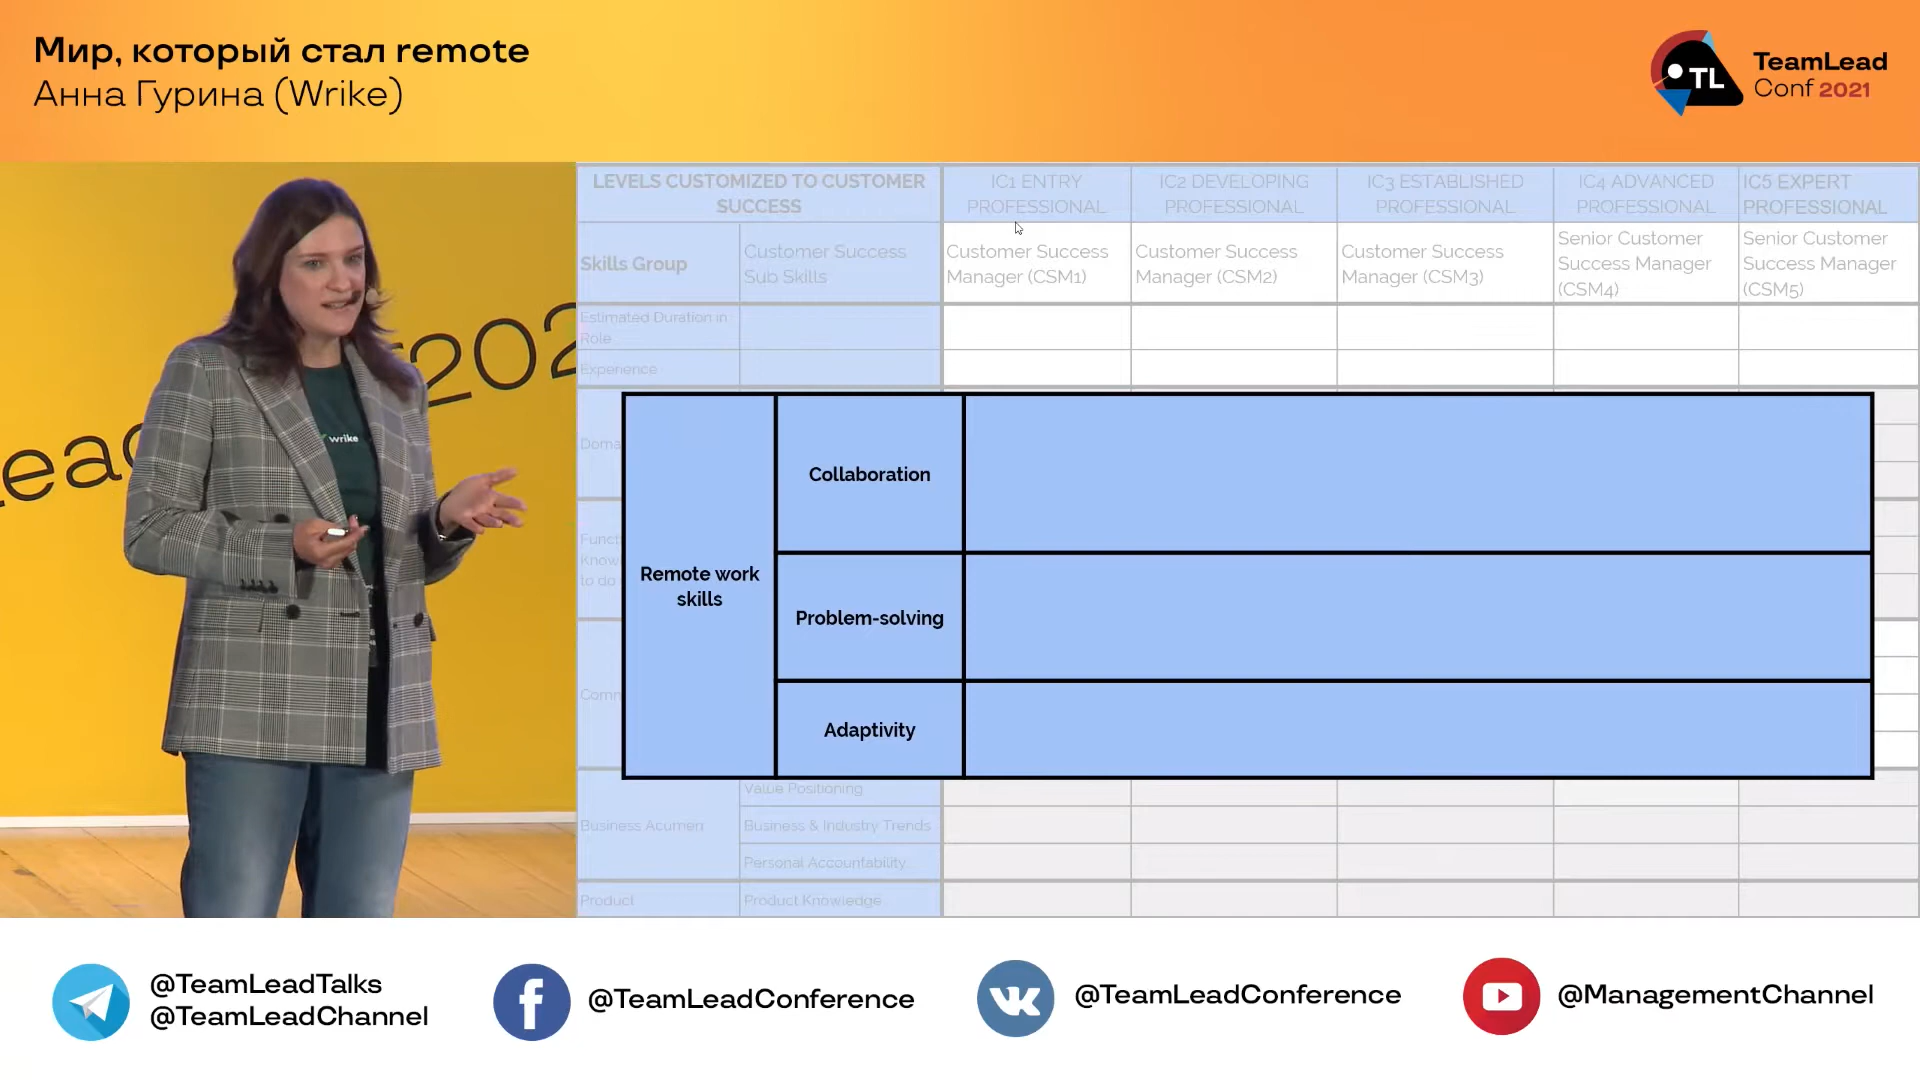 Мир, который стал remote
Анна Гурина (Wrike)
TL
TeamLead
Conf 2021
wrike
202
ead
LEVELS CUSTOMIZED TO CUSTOMER
SUCCESS
IC1 ENTRY
PROFESSIONAL
IC2 DEVELOPING
PROFESSIONAL
IC3 ESTABLISHED
PROFESSIONAL
IC4 ADVANCED
PROFESSIONAL
IC5 EXPERT
PROFESSIONAL
Skills Group
Customer Success
Sub Skills
Customer Success
Manager (CSM1)
Customer Success
Manager (CSM2)
Customer Success
Manager (CSM3)
Senior Customer
Success Manager
(CSM4)
Senior Customer
Success Manager
(CSM5)
Estimated Duration in
Role
Experience
Remote work
skills
Collaboration
Problem-solving
Adaptivity
Value Positioning
Business Acumen
Business & Industry Trends
Personal Accountability
Product
Product Knowledge
@TeamLeadTalks
@TeamLeadChannel
@TeamLeadConference
@TeamLeadConference
@ManagementChannel